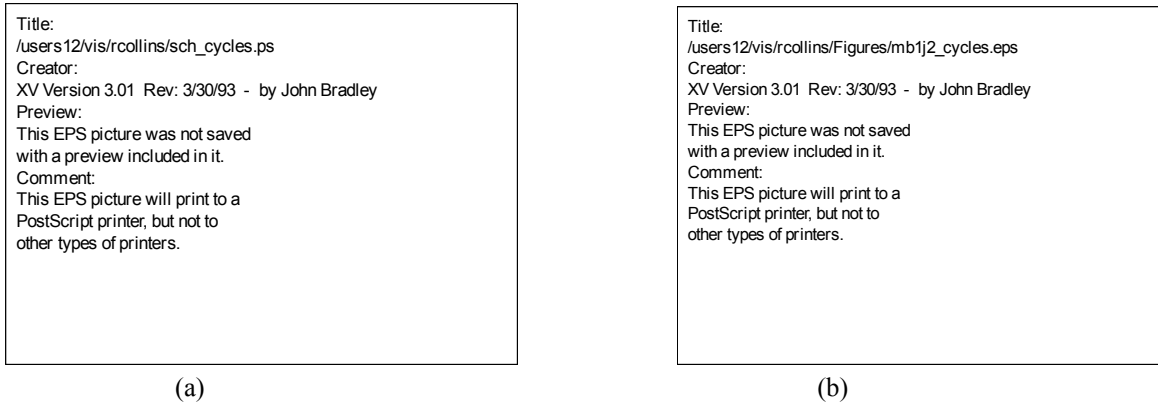 Title:
/users12/vis/rcollins/sch_cycles.ps
Creator:
XV Version 3.01  Rev: 3/30/93  -  by John Bradley
Preview:
This EPS picture was not saved
with a preview included in it.
Comment:
This EPS picture will print to a
PostScript printer, but not to
other types of printers.
(a)
Title:
/users12/vis/rcollins/Figures/mb1j2_cycles.eps
Creator:
XV Version 3.01  Rev: 3/30/93  -  by John Bradley
Preview:
This EPS picture was not saved
with a preview included in it.
Comment:
This EPS picture will print to a
PostScript printer, but not to
other types of printers.
(b)